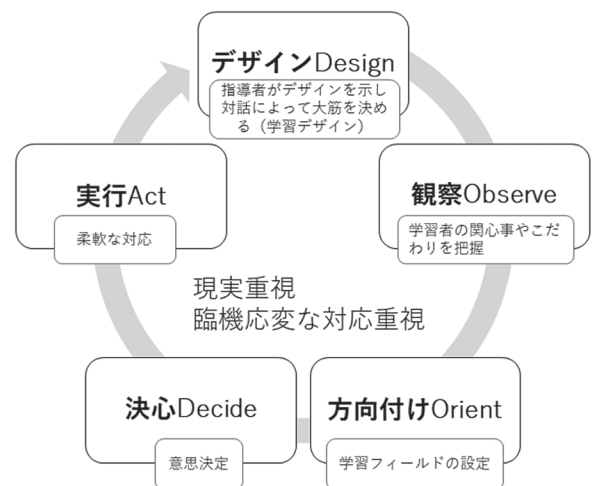 デザインDesign
指導者がデザインを示し
対話によって大筋を決め
る（学習デザイン）
観察Observe
学習者の関心事やこだ
わりを把握
方向付けOrient
学習フィールドの設定
決心Decide
意思決定
実行Act
柔軟な対応
現実重視
臨機応変な対応重視